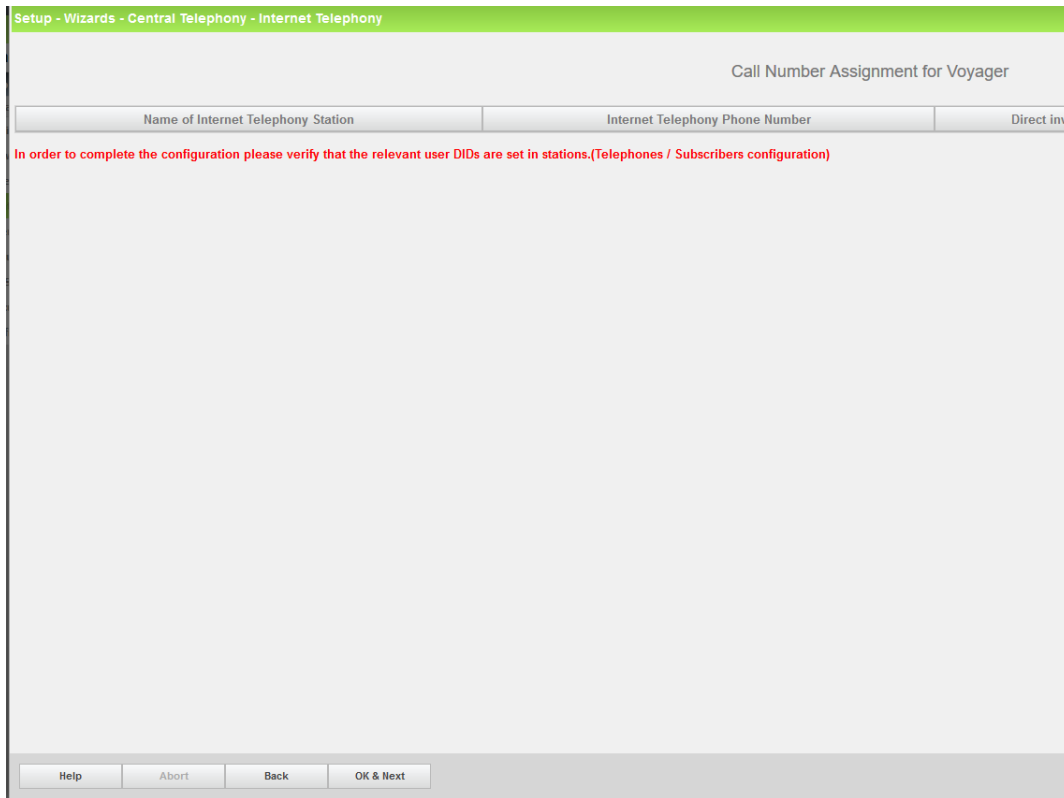 Setup - Wizards - Central Telephony - Internet Telephony
Call Number Assignment for Voyager
Name of Internet Telephony Station
Internet Telephony Phone Number
Direct inv
In order to complete the configuration please verify that the relevant user DIDs are set in stations.(Telephones / Subscribers configuration)
Help
Abort
Back
OK & Next